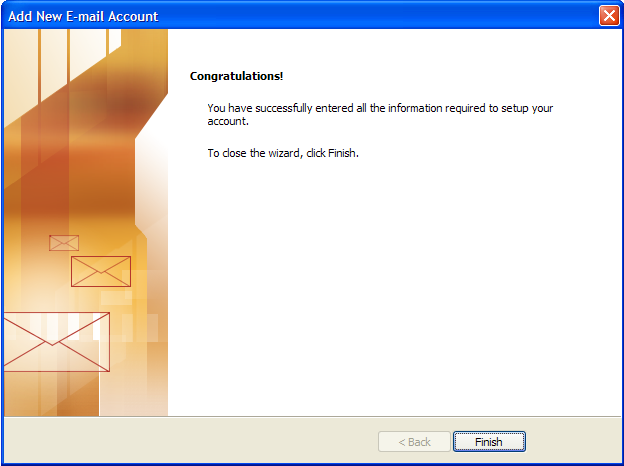 Add New E-mail Account
Congratulations!
You have successfully entered all the information required to setup your
account.
To close the wizard, click Finish.
< Back
Finish